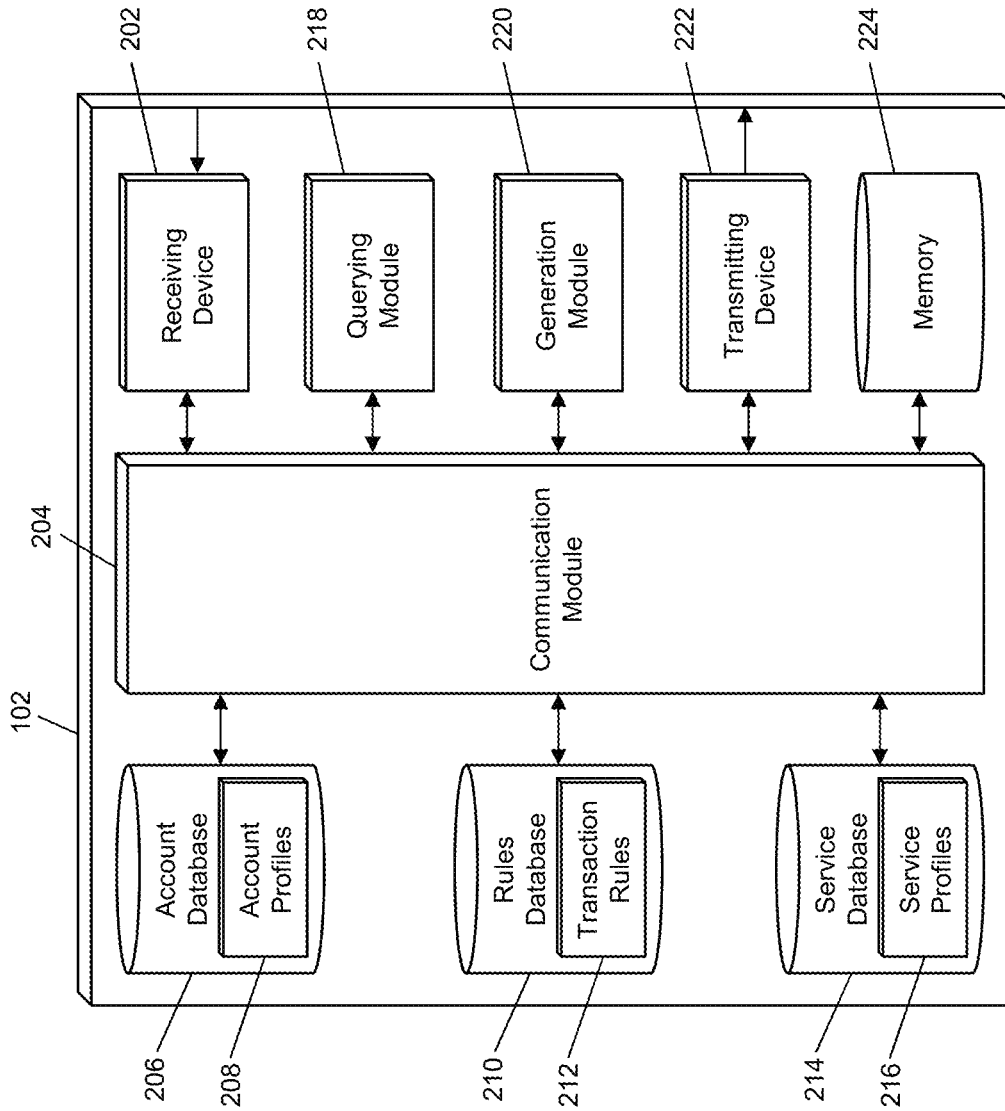 102
204
202
218
220
222
224
206
208
210
212
214
216
Account
Database
Account
Profiles
Rules
Database
Transaction
Rules
Service
Database
Service
Profiles
Communication
Module
Receiving
Device
Querying
Module
Generation
Module
Transmitting
Device
Memory